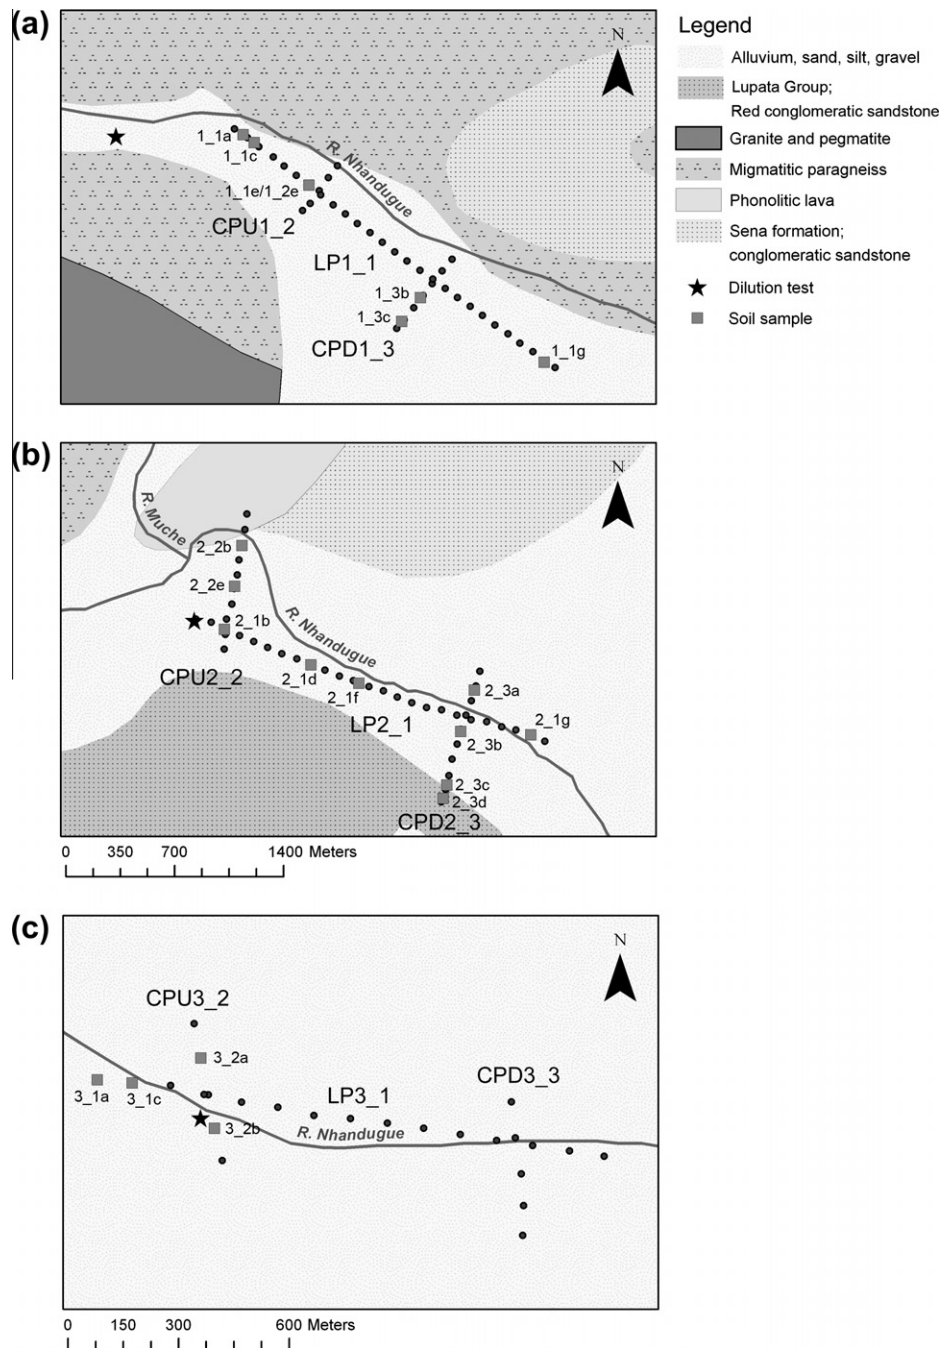 (a)
N
1_1a
1_1c
R. Nhandugue
1_1e/1_2e
CPU1_2
LP1_1
1_3b
1_3c
CPD1_3
1_1g
Legend
Alluvium, sand, silt, gravel
Lupata Group;
Red conglomeratic sandstone
Granite and pegmatite
Migmatitic paragneiss
Phonolitic lava
Sena formation;
conglomeratic sandstone
Dilution test
Soil sample
(b)
N
R. Muche
2_2b
2_2e
2_1b
R. Nhandugue
CPU2_2
2_1d
2_1f
2_3a
LP2_1
2_1g
2_3b
2_3c
2_3d
CPD2_3
0 350 700 1400 Meters
(c)
N
CPU3_2
3_2a
CPD3_3
3_1a
3_1c
LP3_1
3_2b
R. Nhandugue
0 150 300 600 Meters